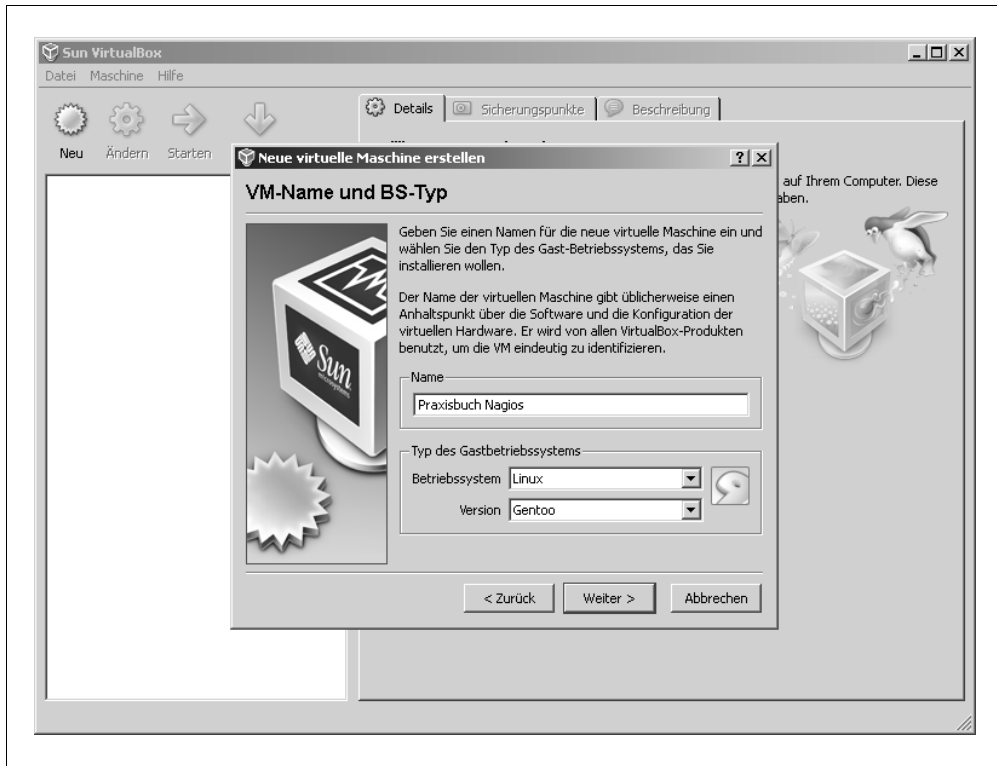 Sun VirtualBox
Datei Maschine Hilfe
Neu Ändern Starten
Details Sicherungspunkte Beschreibung
auf Ihrem Computer. Diese
aben.
Neue virtuelle Maschine erstellen
VM-Name und BS-Typ
Geben Sie einen Namen für die neue virtuelle Maschine ein und
wählen Sie den Typ des Gast-Betriebssystems, das Sie
installieren wollen.
Der Name der virtuellen Maschine gibt üblicherweise einen
Anhaltspunkt über die Software und die Konfiguration der
virtuellen Hardware. Er wird von allen VirtualBox-Produkten
benutzt, um die VM eindeutig zu identifizieren.
Sun
microsystems
Name
Praxisbuch Nagios
Typ des Gastbetriebssystems
Betriebssystem Linux
Version Gentoo
< Zurück Weiter > Abbrechen